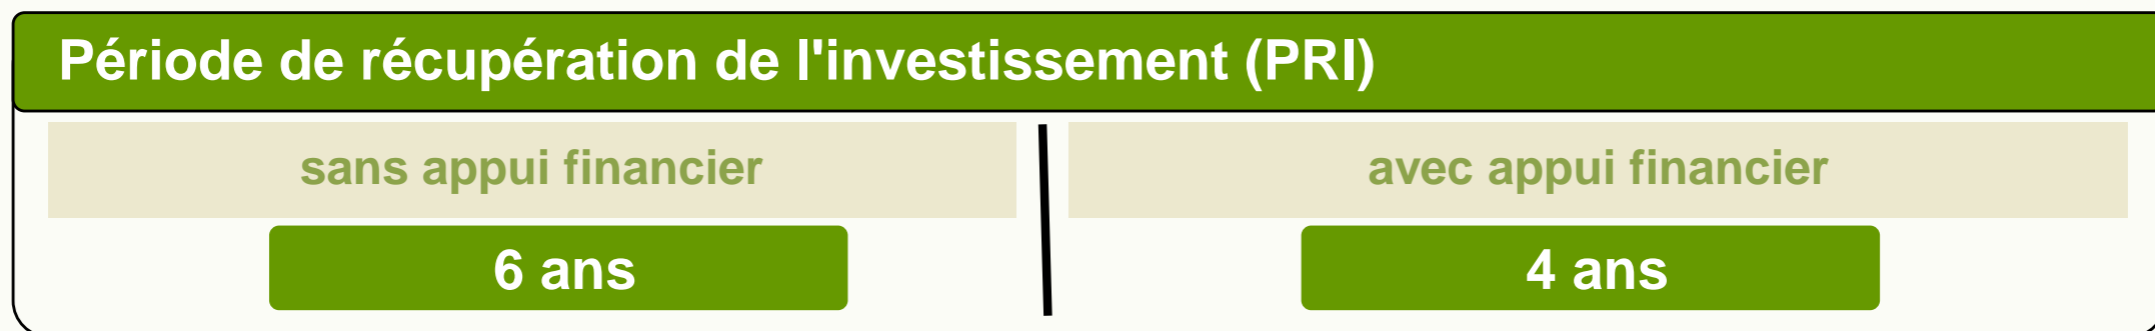 Période de récupération de l'investissement (PRI)
sans appui financier
avec appui financier
6 ans
4 ans